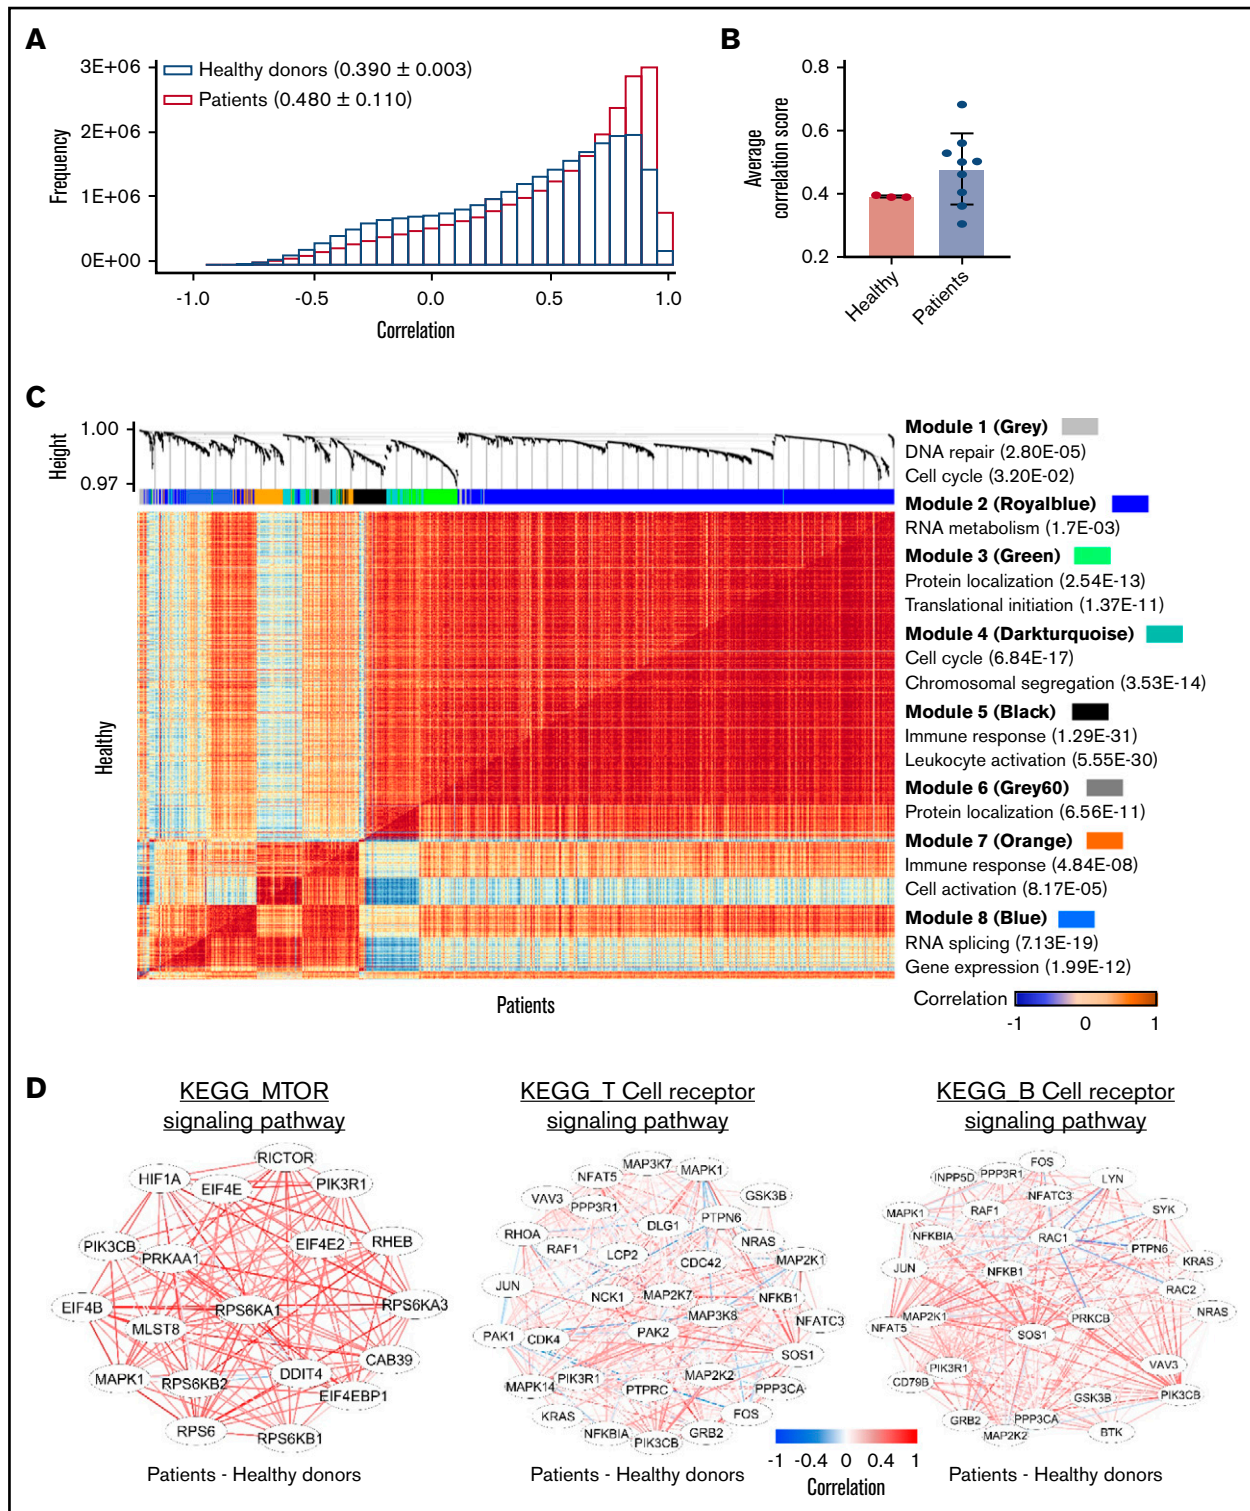 A
3E+06
2E+06
1E+06
0E+00
Frequency
Healthy donors (0.390 ± 0.003)
Patients (0.480 ± 0.110)
-1.0
-0.5
0.0
0.5
1.0
Correlation
B
0.8
0.6
0.4
0.2
Average
correlation score
Healthy
Patients
C
Height
1.00
0.97
Healthy
Patients
Module 1 (Grey)
DNA repair (2.80E-05)
Cell cycle (3.20E-02)
Module 2 (Royalblue)
RNA metabolism (1.7E-03)
Module 3 (Green)
Protein localization (2.54E-13)
Translational initiation (1.37E-11)
Module 4 (Darkturquoise)
Cell cycle (6.84E-17)
Chromosomal segregation (3.53E-14)
Module 5 (Black)
Immune response (1.29E-31)
Leukocyte activation (5.55E-30)
Module 6 (Grey60)
Protein localization (6.56E-11)
Module 7 (Orange)
Immune response (4.84E-08)
Cell activation (8.17E-05)
Module 8 (Blue)
RNA splicing (7.13E-19)
Gene expression (1.99E-12)
Correlation
-1
0
1
D
KEGG_MTOR
signaling pathway
RICTOR
HIF1A
EIF4E
PIK3R1
PIK3CB
PRKAA1
EIF4E2
RHEB
EIF4B
RPS6KA1
RPS6KA3
MLST8
MAPK1
RPS6KB2
DDIT4
CAB39
EIF4EBP1
RPS6
RPS6KB1
Patients - Healthy donors
KEGG_T Cell receptor
signaling pathway
MAP3K7
MAPK1
NFAT5
VAV3
PPP3R1
GSK3B
RHOA
DLG1
PTPN6
RAF1
LCP2
NRAS
CDC42
MAP2K1
JUN
NCK1
MAP2K7
NFKB1
MAP3K8
NFATC3
PAK1
CDK4
PAK2
SOS1
MAPK14
PIK3R1
PTPRC
MAP2K2
PPP3CA
KRAS
FOS
NFKBIA
PIK3CB
GRB2
Patients - Healthy donors
KEGG_B Cell receptor
signaling pathway
FOS
INPP5D
PPP3R1
LYN
NFATC3
MAPK1
RAF1
SYK
NFKBIA
RAC1
PTPN6
KRAS
JUN
NFKB1
RAC2
NRAS
MAP2K1
NFAT5
PRKCB
SOS1
PIK3R1
VAV3
CD79B
PIK3CB
GSK3B
GRB2
PPP3CA
MAP2K2
BTK
Patients - Healthy donors
-1
-0.4
0
0.4
1
Correlation